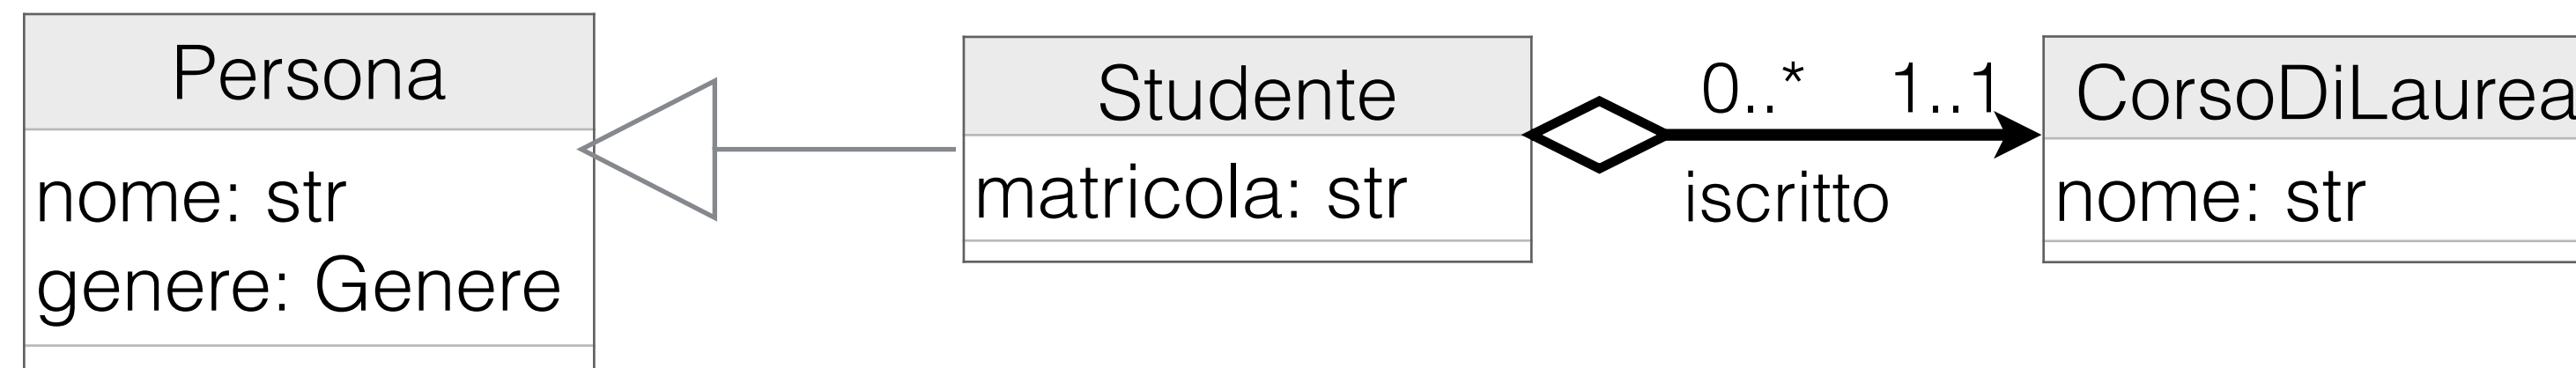 Persona
nome: str
genere: Genere
Studente
matricola: str
0..* 1..1
iscritto
CorsoDiLaurea
nome: str